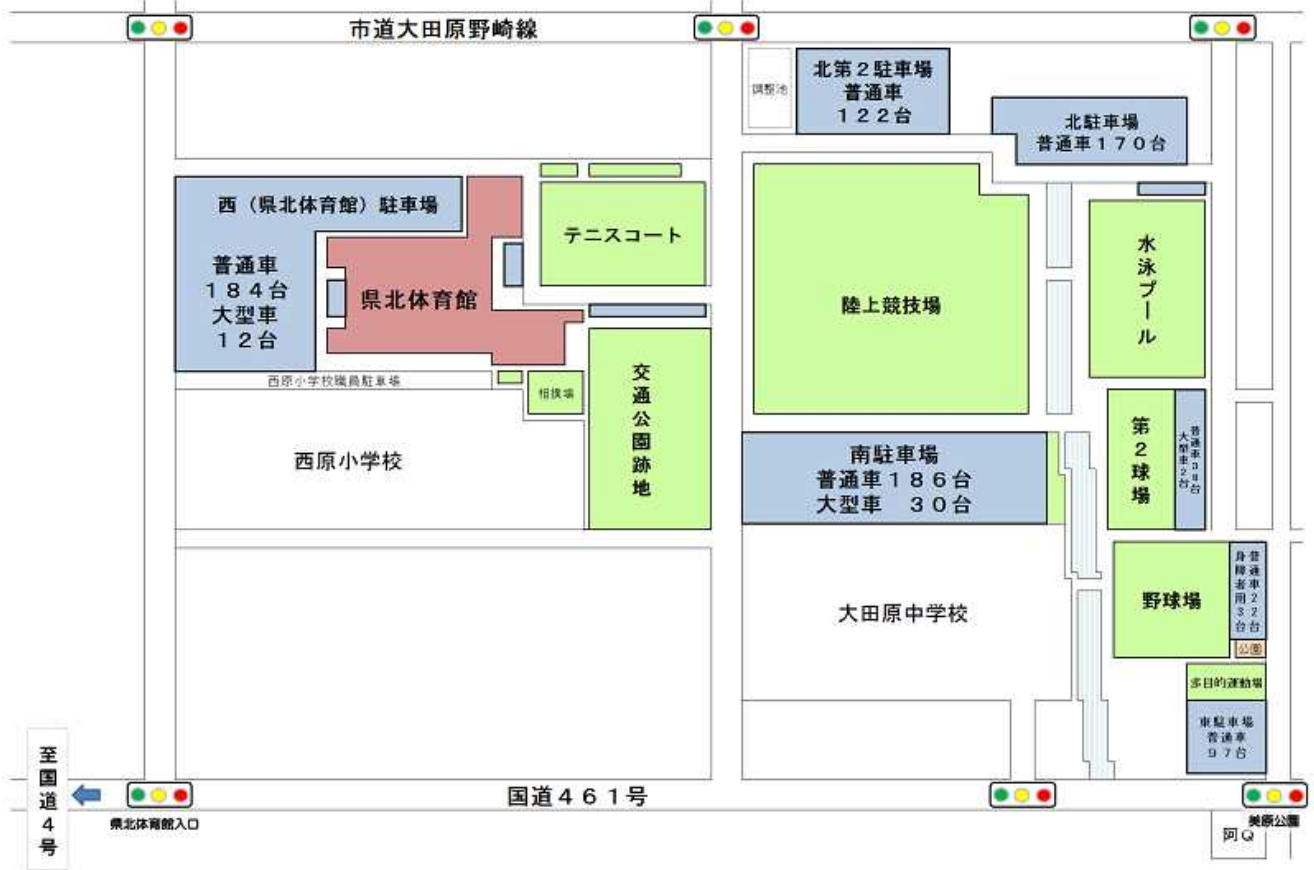 市道大田原野崎線
調整池
北第2駐車場
普通車
122台
北駐車場
普通車170台
西（県北体育館）駐車場
普通車
184台
大型車
12台
県北体育館
テニスコート
陸上競技場
水泳プール
西原小学校職員駐車場
相撲場
交通公園跡地
西原小学校
南駐車場
普通車186台
大型車　30台
第2球場
普通車38台
大型車2台
大田原中学校
野球場
普通車22台
身障者用3台
公園
多目的運動場
東駐車場
普通車
97台
至国道4号
国道461号
県北体育館入口
美原公園
阿Q